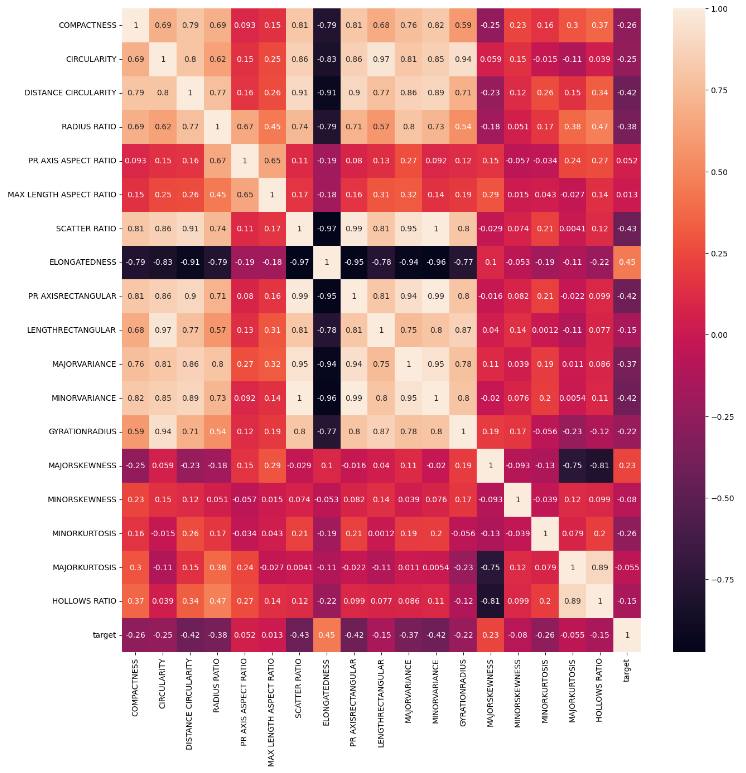 COMPACTNESS 1 0.69 0.79 0.69 0.093 0.15 0.81 -0.79 0.81 0.68 0.76 0.82 0.59 -0.25 0.23 0.16 0.3 0.37 -0.26
CIRCULARITY 0.69 1 0.8 0.62 0.15 0.25 0.86 -0.83 0.86 0.97 0.81 0.85 0.94 0.059 0.15 -0.015 -0.11 0.039 -0.25
DISTANCE CIRCULARITY 0.79 0.8 1 0.77 0.16 0.26 0.91 -0.91 0.9 0.77 0.86 0.89 0.71 -0.23 0.12 0.26 0.15 0.34 -0.42
RADIUS RATIO 0.69 0.62 0.77 1 0.67 0.45 0.74 -0.79 0.71 0.57 0.8 0.73 0.54 -0.18 0.051 0.17 0.38 0.47 -0.38
PR AXIS ASPECT RATIO 0.093 0.15 0.16 0.67 1 0.65 0.11 -0.19 0.08 0.13 0.27 0.092 0.12 0.15 -0.057 -0.034 0.24 0.27 0.052
MAX LENGTH ASPECT RATIO 0.15 0.25 0.26 0.45 0.65 1 0.17 -0.18 0.16 0.31 0.32 0.14 0.19 0.29 0.015 0.043 -0.027 0.14 0.013
SCATTER RATIO 0.81 0.86 0.91 0.74 0.11 0.17 1 -0.97 0.99 0.81 0.95 1 0.8 -0.029 0.074 0.21 0.0041 0.12 -0.43
ELONGATEDNESS -0.79 -0.83 -0.91 -0.79 -0.19 -0.18 -0.97 1 -0.95 -0.78 -0.94 -0.96 -0.77 0.1 -0.053 -0.19 -0.11 -0.22 0.45
PR AXISRECTANGULAR 0.81 0.86 0.9 0.71 0.08 0.16 0.99 -0.95 1 0.81 0.94 0.99 0.8 -0.016 0.082 0.21 -0.022 0.099 -0.42
LENGTHRECTANGULAR 0.68 0.97 0.77 0.57 0.13 0.31 0.81 -0.78 0.81 1 0.75 0.8 0.87 0.04 0.14 0.0012 -0.11 0.077 -0.15
MAJORVARIANCE 0.76 0.81 0.86 0.8 0.27 0.32 0.95 -0.94 0.94 0.75 1 0.95 0.78 0.11 0.039 0.19 0.011 0.086 -0.37
MINORVARIANCE 0.82 0.85 0.89 0.73 0.092 0.14 1 -0.96 0.99 0.8 0.95 1 0.8 -0.02 0.076 0.2 0.0054 0.11 -0.42
GYRATIONRADIUS 0.59 0.94 0.71 0.54 0.12 0.19 0.8 -0.77 0.8 0.87 0.78 0.8 1 0.19 0.17 -0.056 -0.23 -0.12 -0.22
MAJORSKEWNESS -0.25 0.059 -0.23 -0.18 0.15 0.29 -0.029 0.1 -0.016 0.04 0.11 -0.02 0.19 1 -0.093 -0.13 -0.75 -0.81 0.23
MINORSKEWNESS 0.23 0.15 0.12 0.051 -0.057 0.015 0.074 -0.053 0.082 0.14 0.039 0.076 0.17 -0.093 1 -0.039 0.12 0.099 -0.08
MINORKURTOSIS 0.16 -0.015 0.26 0.17 -0.034 0.043 0.21 -0.19 0.21 0.0012 0.19 0.2 -0.056 -0.13 -0.039 1 0.079 0.2 -0.26
MAJORKURTOSIS 0.3 -0.11 0.15 0.38 0.24 -0.027 0.0041 -0.11 -0.022 -0.11 0.011 0.0054 -0.23 -0.75 0.12 0.079 1 0.89 -0.055
HOLLOWS RATIO 0.37 0.039 0.34 0.47 0.27 0.14 0.12 -0.22 0.099 0.077 0.086 0.11 -0.12 -0.81 0.099 0.2 0.89 1 -0.15
target -0.26 -0.25 -0.42 -0.38 0.052 0.013 -0.43 0.45 -0.42 -0.15 -0.37 -0.42 -0.22 0.23 -0.08 -0.26 -0.055 -0.15 1
COMPACTNESS
CIRCULARITY
DISTANCE CIRCULARITY
RADIUS RATIO
PR AXIS ASPECT RATIO
MAX LENGTH ASPECT RATIO
SCATTER RATIO
ELONGATEDNESS
PR AXISRECTANGULAR
LENGTHRECTANGULAR
MAJORVARIANCE
MINORVARIANCE
GYRATIONRADIUS
MAJORSKEWNESS
MINORSKEWNESS
MINORKURTOSIS
MAJORKURTOSIS
HOLLOWS RATIO
target
1.00
0.75
0.50
0.25
0.00
-0.25
-0.50
-0.75